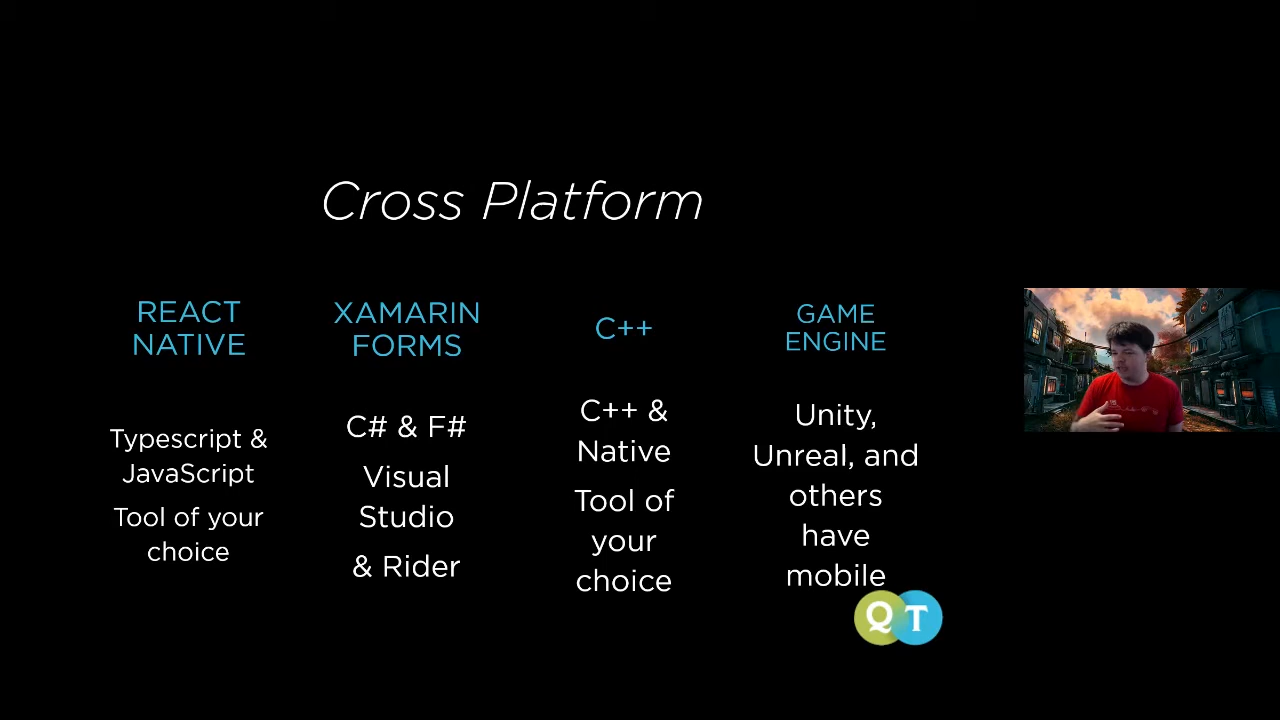 Cross Platform
REACT
NATIVE
Typescript &
JavaScript
Tool of your
choice
XAMARIN
FORMS
C# & F#
Visual
Studio
& Rider
C++
C++ &
Native
Tool of
your
choice
GAME
ENGINE
Unity,
Unreal, and
others
have
mobile
QT